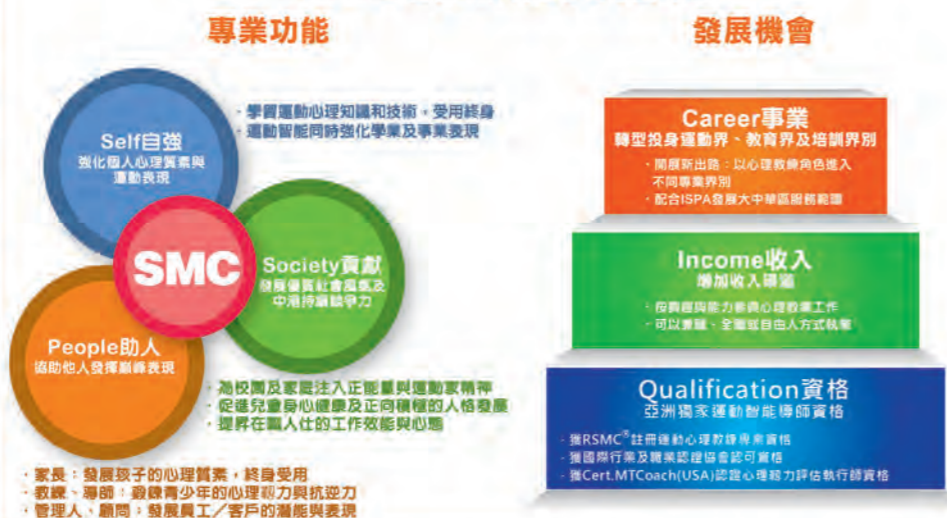 專業功能
Self自強
強化個人心理質素與
運動表現
· 學習運動心理知識和技術，受用終身
· 運動智能同時強化學業及事業表現
SMC
Society貢獻
發展優質社會風氣及
中港持續競爭力
People助人
協助他人發揮巔峰表現
· 為校園及家庭注入正能量與運動家精神
· 促進兒童身心健康及正向積極的人格發展
· 提昇在職人仕的工作效能與心態
· 家長：發展孩子的心理質素，終身受用
· 教練、導師：鍛鍊青少年的心理韌力與抗逆力
· 管理人、顧問：發展員工／客戶的潛能與表現
發展機會
Career事業
轉型投身運動界、教育界及培訓界別
· 開展新出路：以心理教練角色進入
不同專業界別
· 配合ISPA發展大中華區服務範圍
Income收入
增加收入
· 按資歷與能力 心理教練工作
· 可以兼職、全職或自由人方式執業
Qualification資格
亞洲獨家運動智能導師資格
· 獲RSMC®註冊運動心理教練專業資格
· 獲國際行業及職業認證協會認可資格
· 獲Cert.MTCoach(USA)認證心理韌力評估執行師資格